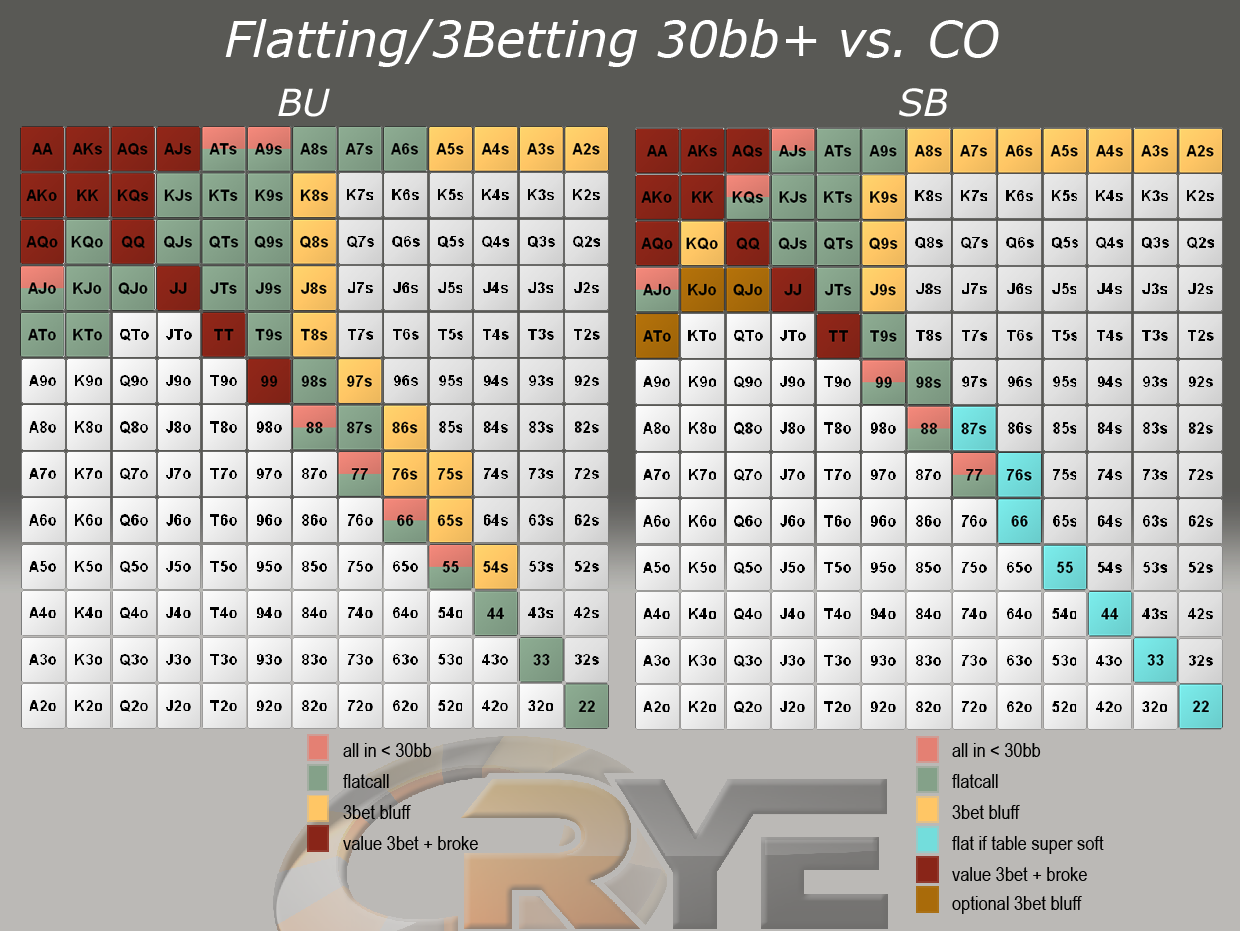 Flatting/3Betting 30bb+ vs. CO
BU
AA AKs AQs AJs ATs A9s A8s A7s A6s A5s A4s A3s A2s
AKo KK KQs KJs KTs K9s K8s K7s K6s K5s K4s K3s K2s
AQo KQo QQ QJs QTs Q9s Q8s Q7s Q6s Q5s Q4s Q3s Q2s
AJo KJo QJo JJ JTs J9s J8s J7s J6s J5s J4s J3s J2s
ATo KTo QTo JTo TT T9s T8s T7s T6s T5s T4s T3s T2s
A9o K9o Q9o J9o T9o 99 98s 97s 96s 95s 94s 93s 92s
A8o K8o Q8o J8o T8o 98o 88 87s 86s 85s 84s 83s 82s
A7o K7o Q7o J7o T7o 97o 87o 77 76s 75s 74s 73s 72s
A6o K6o Q6o J6o T6o 96o 86o 76o 66 65s 64s 63s 62s
A5o K5o Q5o J5o T5o 95o 85o 75o 65o 55 54s 53s 52s
A4o K4o Q4o J4o T4o 94o 84o 74o 64o 54o 44 43s 42s
A3o K3o Q3o J3o T3o 93o 83o 73o 63o 53o 43o 33 32s
A2o K2o Q2o J2o T2o 92o 82o 72o 62o 52o 42o 32o 22
all in < 30bb
flatcall
3bet bluff
value 3bet + broke
SB
AA AKs AQs AJs ATs A9s A8s A7s A6s A5s A4s A3s A2s
AKo KK KQs KJs KTs K9s K8s K7s K6s K5s K4s K3s K2s
AQo KQo QQ QJs QTs Q9s Q8s Q7s Q6s Q5s Q4s Q3s Q2s
AJo KJo QJo JJ JTs J9s J8s J7s J6s J5s J4s J3s J2s
ATo KTo QTo JTo TT T9s T8s T7s T6s T5s T4s T3s T2s
A9o K9o Q9o J9o T9o 99 98s 97s 96s 95s 94s 93s 92s
A8o K8o Q8o J8o T8o 98o 88 87s 86s 85s 84s 83s 82s
A7o K7o Q7o J7o T7o 97o 87o 77 76s 75s 74s 73s 72s
A6o K6o Q6o J6o T6o 96o 86o 76o 66 65s 64s 63s 62s
A5o K5o Q5o J5o T5o 95o 85o 75o 65o 55 54s 53s 52s
A4o K4o Q4o J4o T4o 94o 84o 74o 64o 54o 44 43s 42s
A3o K3o Q3o J3o T3o 93o 83o 73o 63o 53o 43o 33 32s
A2o K2o Q2o J2o T2o 92o 82o 72o 62o 52o 42o 32o 22
all in < 30bb
flatcall
3bet bluff
flat if table super soft
value 3bet + broke
optional 3bet bluff
RYE